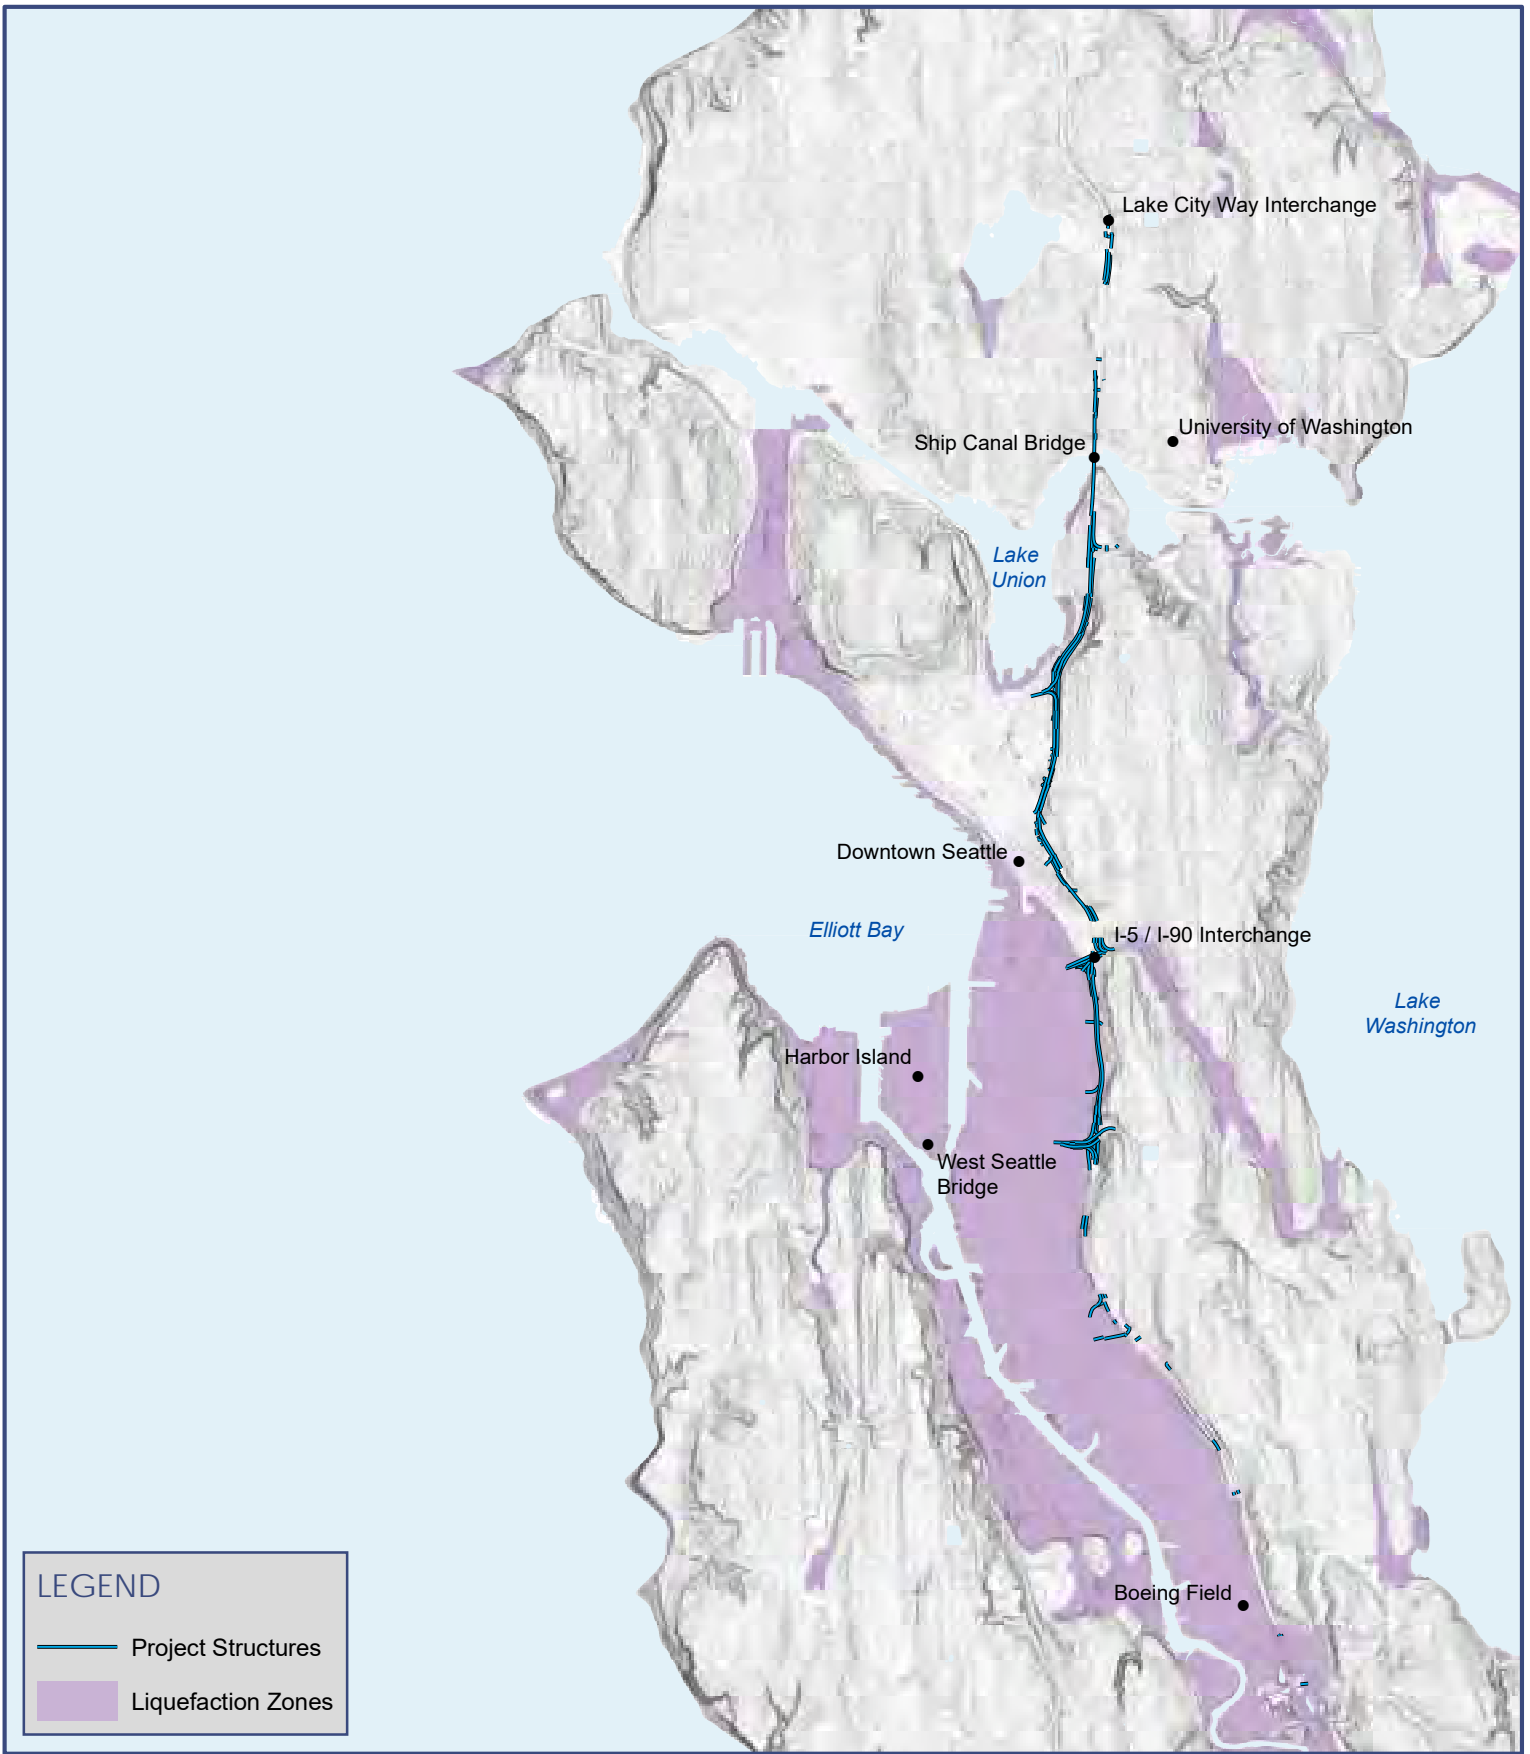 Lake City Way Interchange
University of Washington
Ship Canal Bridge
Lake
Union
Downtown Seattle
Elliott Bay
I-5 / I-90 Interchange
Lake
Washington
Harbor Island
West Seattle
Bridge
Boeing Field
LEGEND
Project Structures
Liquefaction Zones